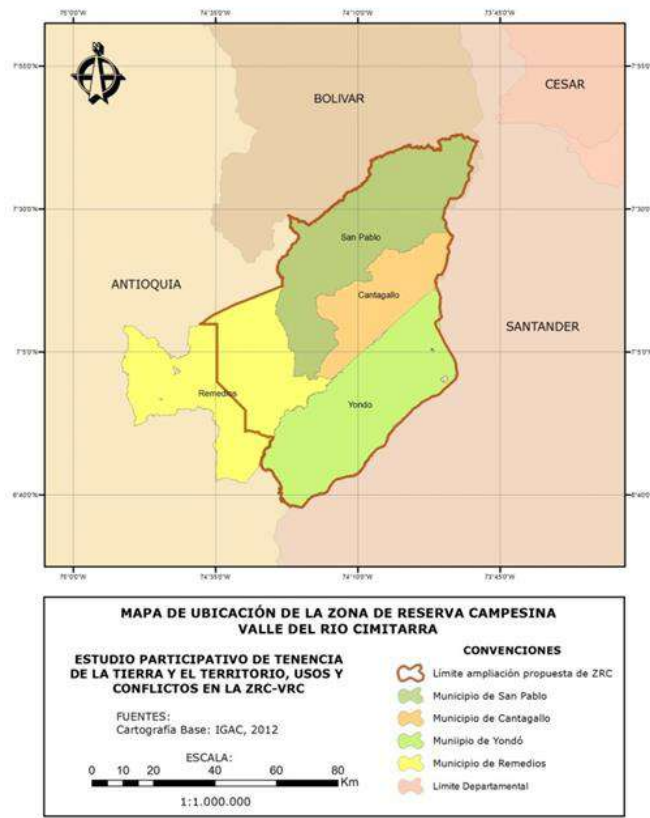 75°0'0"W 74°35'0"W 74°10'0"W 73°45'0"W
7°55'0"N 7°55'0"N
CESAR
BOLIVAR
7°30'0"N 7°30'0"N
San Pablo
ANTIOQUIA
Cantagallo
SANTANDER
7°5'0"N 7°5'0"N
Remedios
Yondo
6°40'0"N 6°40'0"N
75°0'0"W 74°35'0"W 74°10'0"W 73°45'0"W
MAPA DE UBICACIÓN DE LA ZONA DE RESERVA CAMPESINA
VALLE DEL RIO CIMITARRA
ESTUDIO PARTICIPATIVO DE TENENCIA
DE LA TIERRA Y EL TERRITORIO, USOS Y
CONFLICTOS EN LA ZRC-VRC
FUENTES:
Cartografía Base: IGAC, 2012
ESCALA:
0 10 20 40 60 80
Km
1:1.000.000
CONVENCIONES
Límite ampliación propuesta de ZRC
Municipio de San Pablo
Municipio de Cantagallo
Muniipio de Yondó
Municipio de Remedios
Límite Departamental